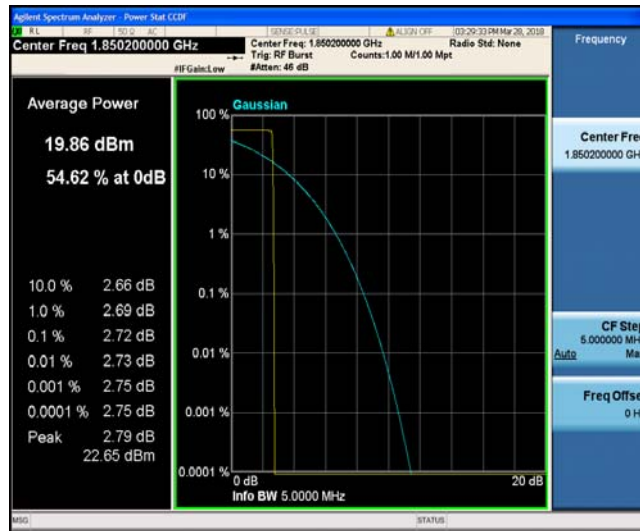 Agilent Spectrum Analyzer - Power Stat CCDF
RL RF 50 Ω AC SENSE:PULSE ALIGN OFF 03:29:33 PM Mar 28, 2018
Center Freq 1.850200000 GHz
Center Freq: 1.850200000 GHz Radio Std: None
Trig: RF Burst Counts:1.00 M/1.00 Mpt
#IFGain:Low #Atten: 46 dB
Frequency
Average Power
19.86 dBm
54.62 % at 0dB
10.0 % 2.66 dB
1.0 % 2.69 dB
0.1 % 2.72 dB
0.01 % 2.73 dB
0.001 % 2.75 dB
0.0001 % 2.75 dB
Peak 2.79 dB
22.65 dBm
Gaussian
100 %
10 %
1 %
0.1 %
0.01 %
0.001 %
0.0001 %
0 dB 20 dB
Info BW 5.0000 MHz
Center Fre
1.850200000 GH
CF Ste
5.000000 MH
Auto Ma
Freq Offse
0 H
MSG STATUS